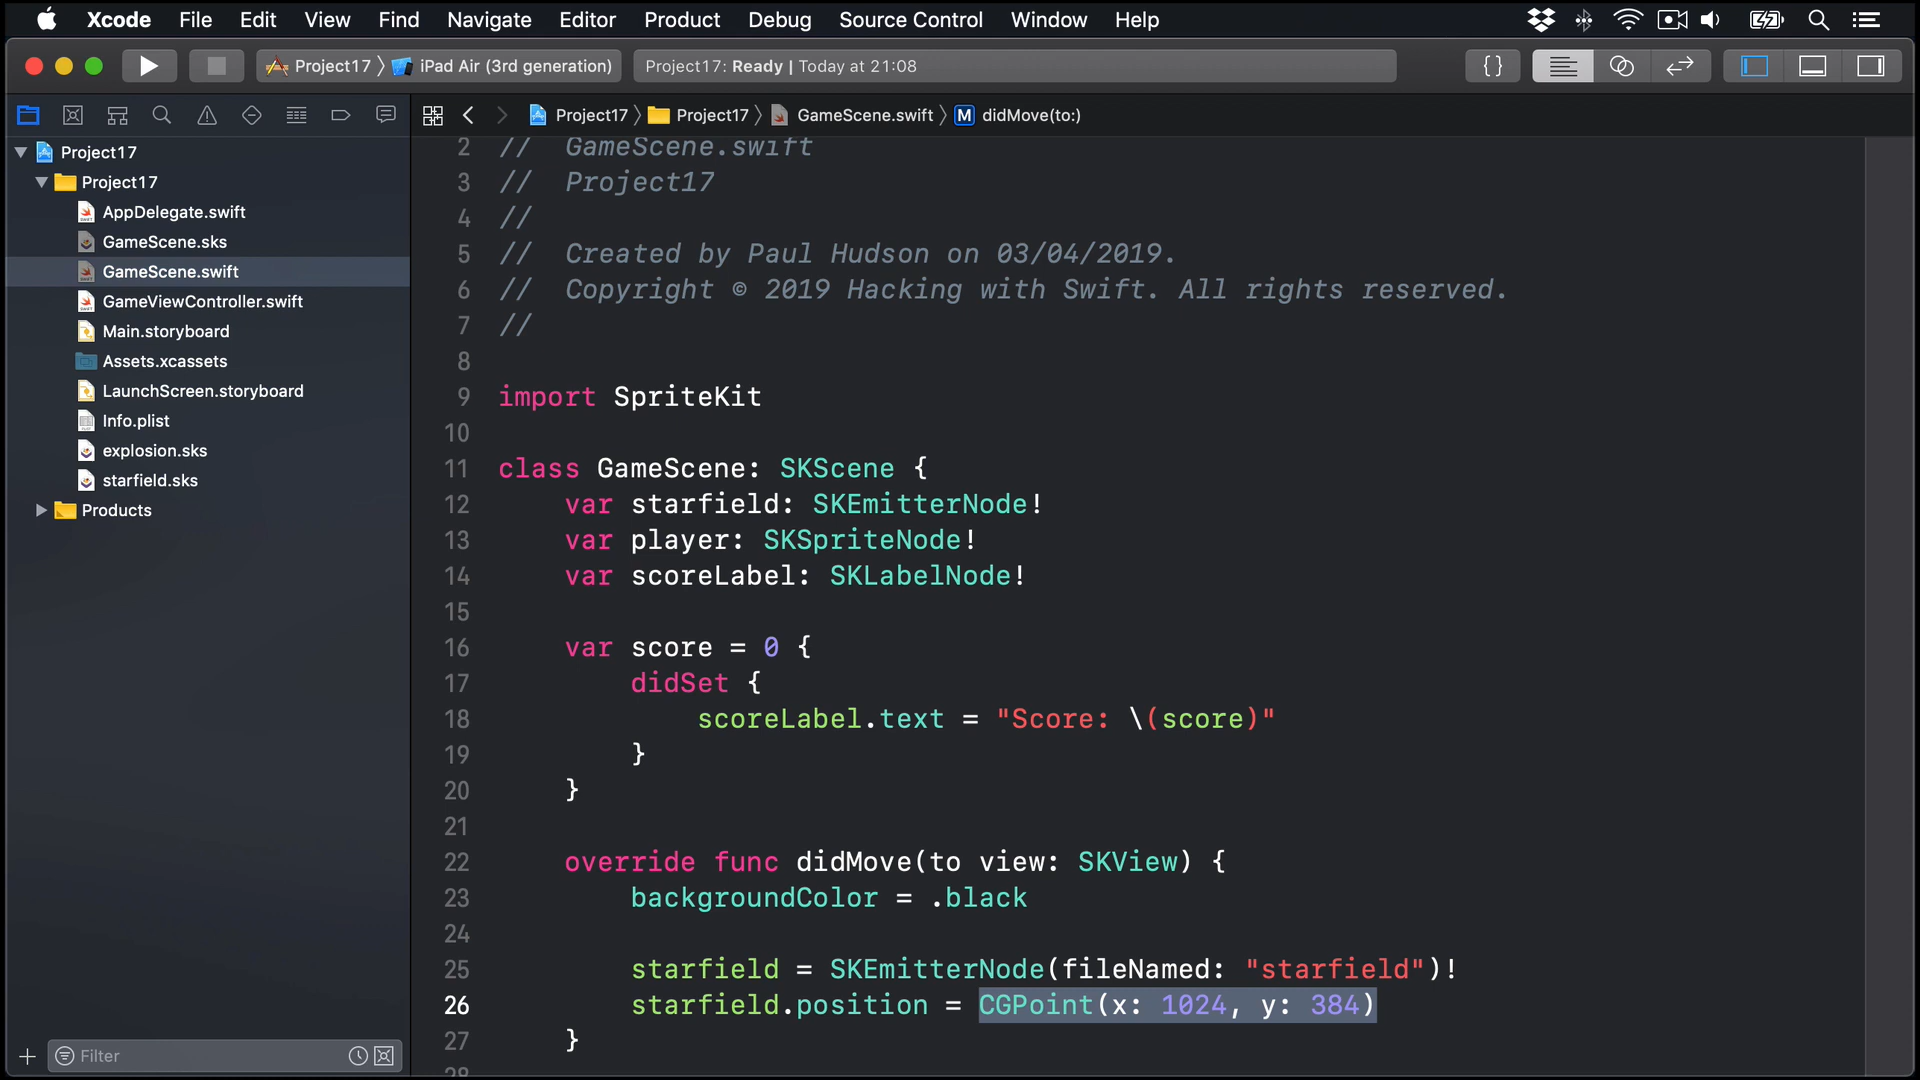 Xcode File Edit View Find Navigate Editor Product Debug Source Control Window Help
Project17 iPad Air (3rd generation) Project17: Ready | Today at 21:08 {}
Project17 Project17 GameScene.swift M didMove(to:)
Project17
Project17
AppDelegate.swift
GameScene.sks
GameScene.swift
GameViewController.swift
Main.storyboard
Assets.xcassets
LaunchScreen.storyboard
Info.plist
explosion.sks
starfield.sks
Products
Filter
2 // GameScene.swift
3 // Project17
4 //
5 // Created by Paul Hudson on 03/04/2019.
6 // Copyright © 2019 Hacking with Swift. All rights reserved.
7 //
8
9 import SpriteKit
10
11 class GameScene: SKScene {
12 var starfield: SKEmitterNode!
13 var player: SKSpriteNode!
14 var scoreLabel: SKLabelNode!
15
16 var score = 0 {
17 didSet {
18 scoreLabel.text = "Score: \(score)"
19 }
20 }
21
22 override func didMove(to view: SKView) {
23 backgroundColor = .black
24
25 starfield = SKEmitterNode(fileNamed: "starfield")!
26 starfield.position = CGPoint(x: 1024, y: 384)
27 }
28